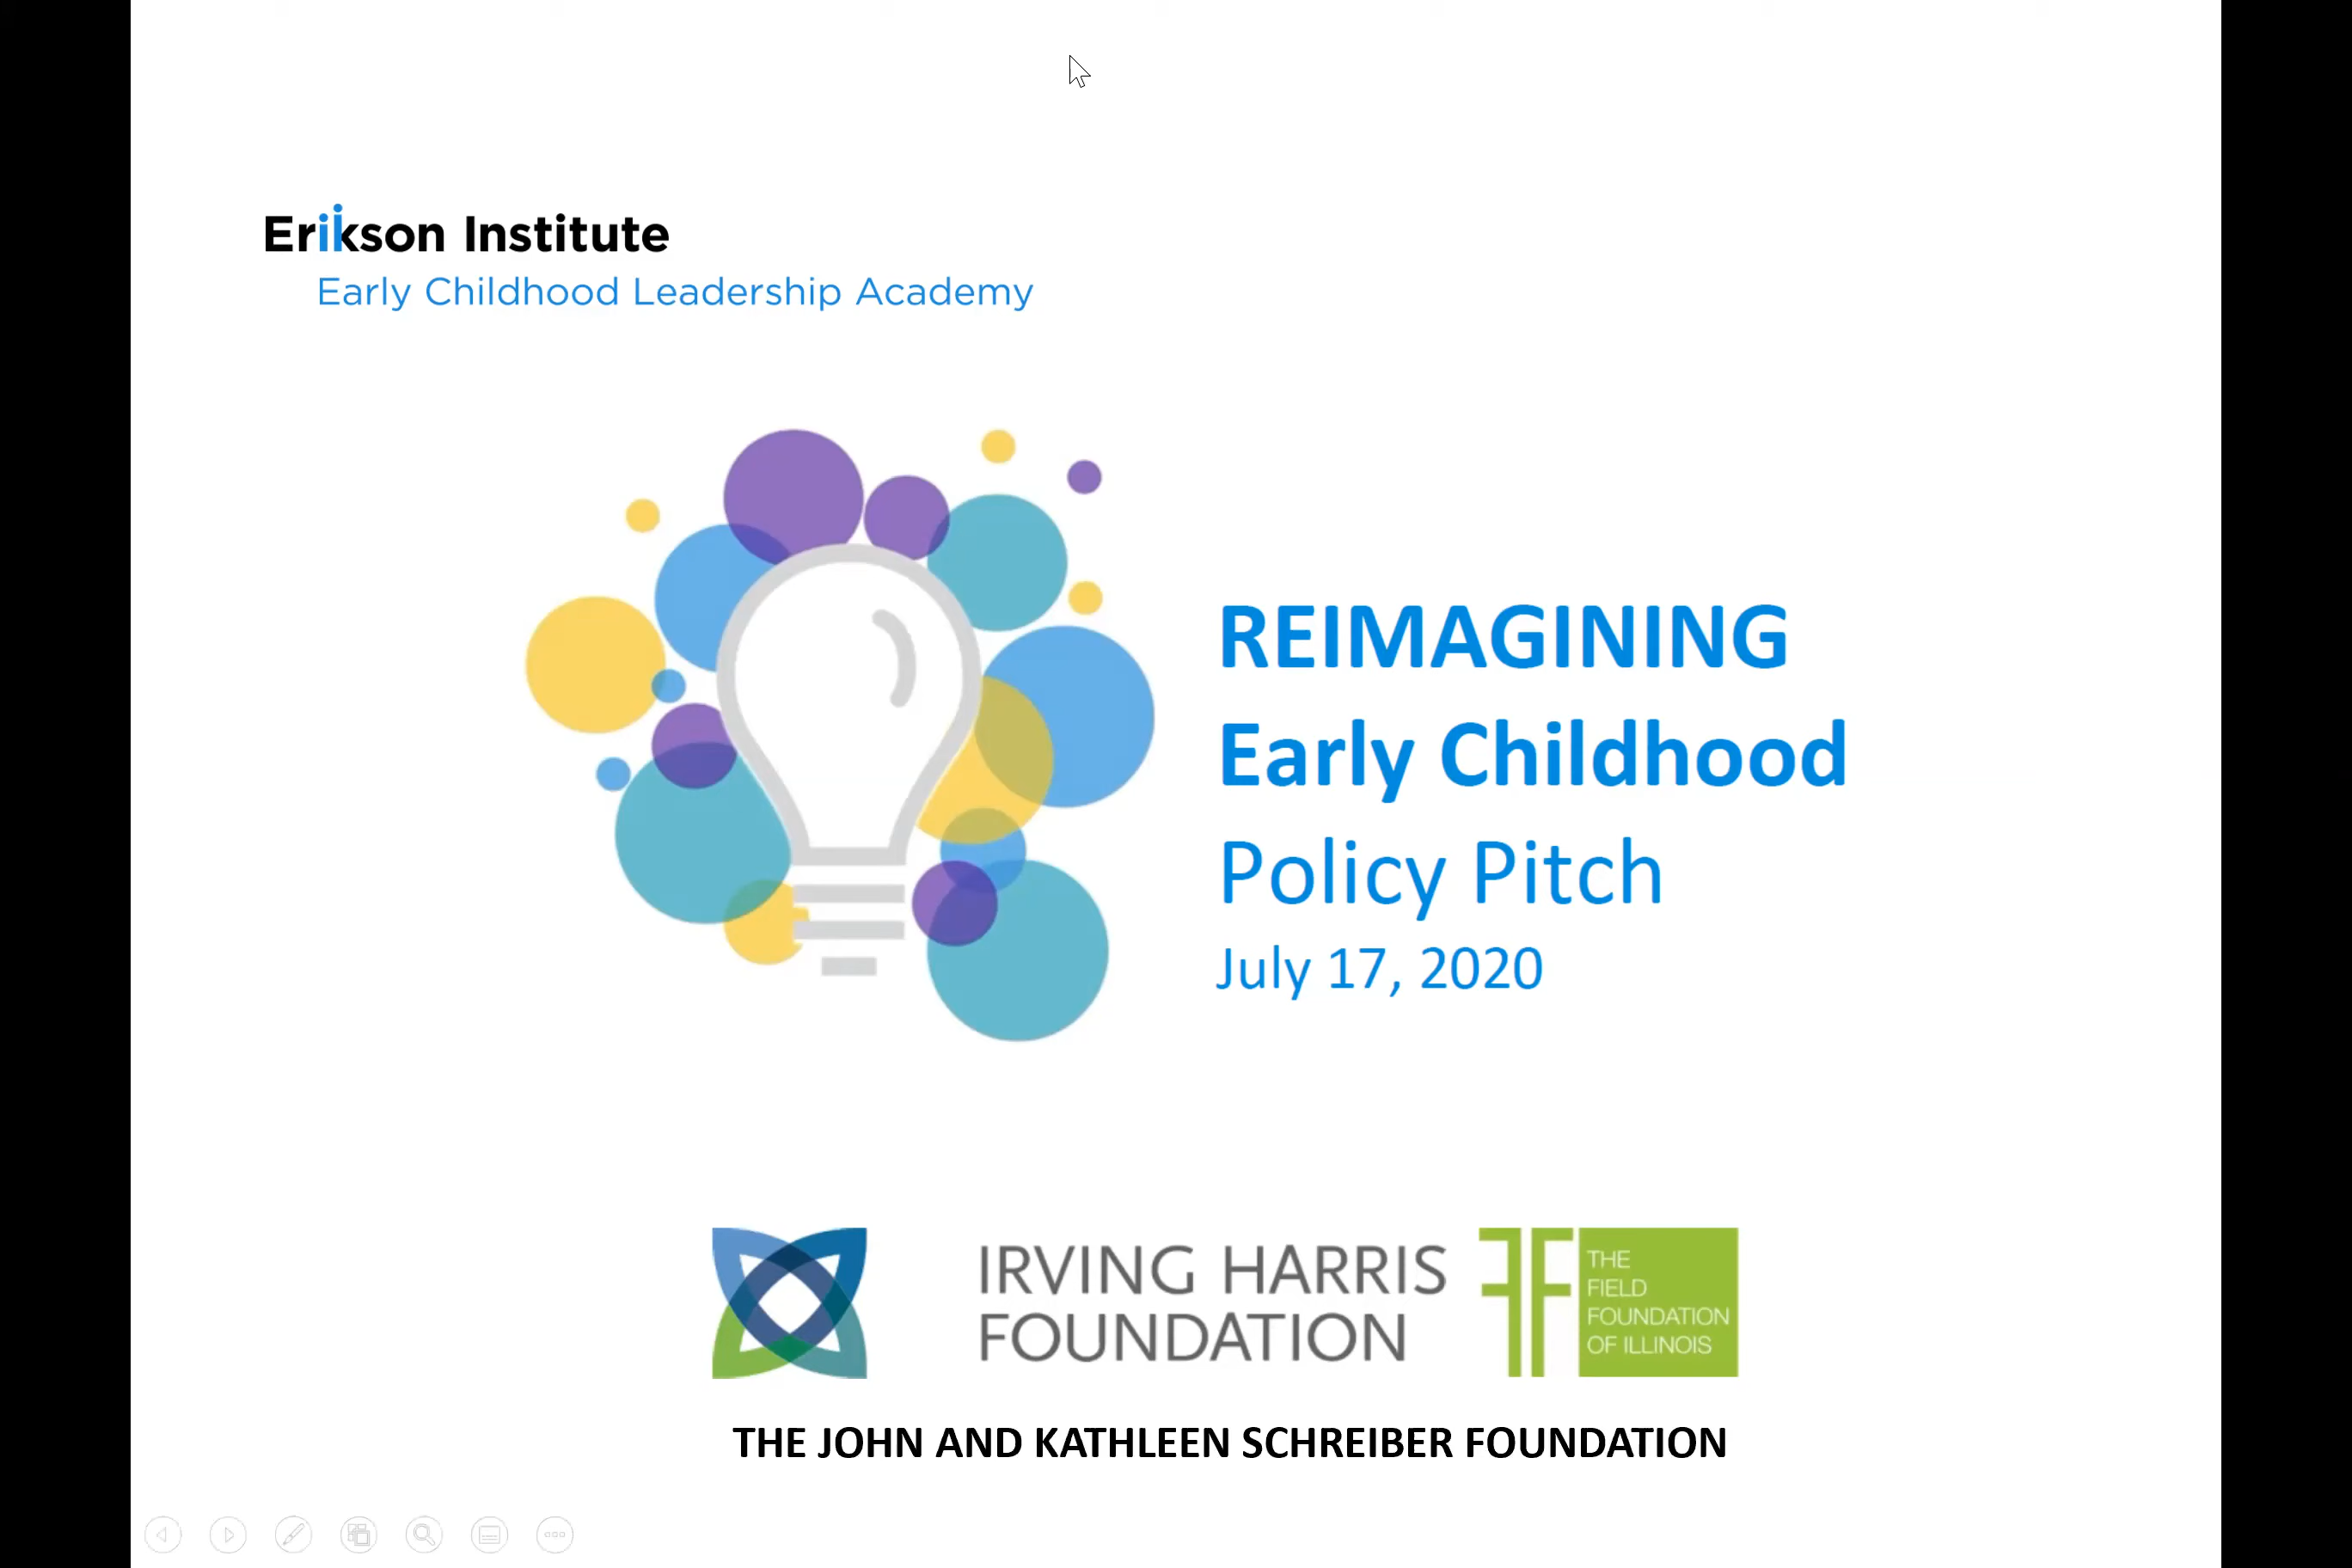 Erikson Institute
Early Childhood Leadership Academy
REIMAGINING
Early Childhood
Policy Pitch
July 17, 2020
IRVING HARRIS
FOUNDATION
THE
FIELD
FOUNDATION
OF ILLINOIS
THE JOHN AND KATHLEEN SCHREIBER FOUNDATION